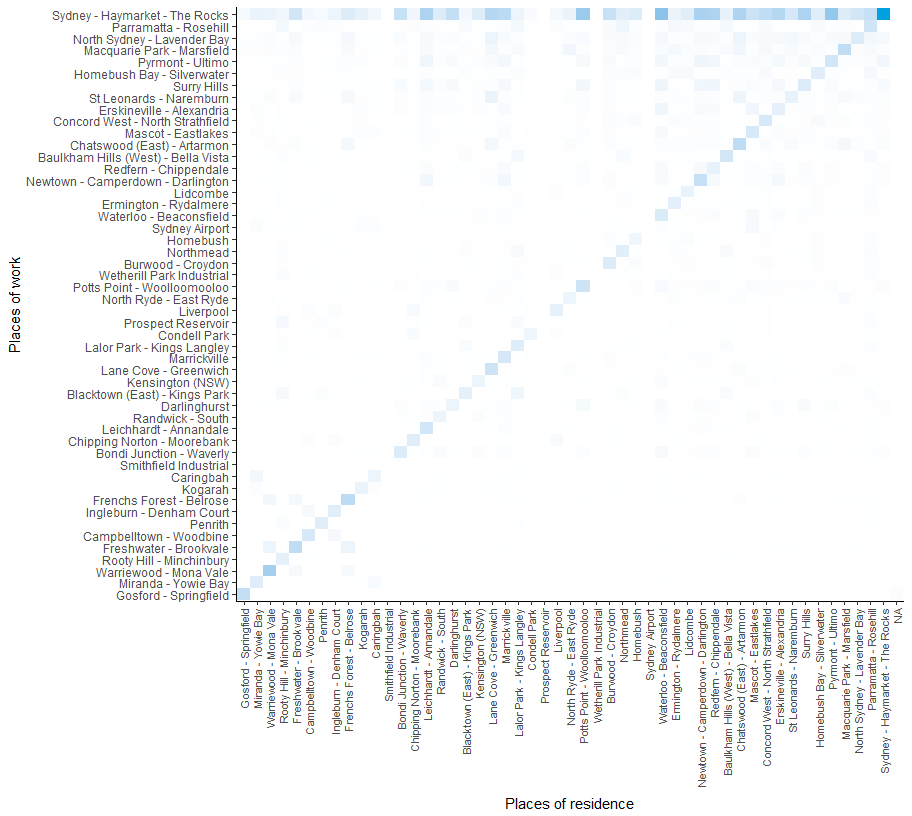 Places of work
Sydney - Haymarket - The Rocks
Parramatta - Rosehill
North Sydney - Lavender Bay
Macquarie Park - Marsfield
Pyrmont - Ultimo
Homebush Bay - Silverwater
Surry Hills
St Leonards - Naremburn
Erskineville - Alexandria
Concord West - North Strathfield
Mascot - Eastlakes
Chatswood (East) - Artarmon
Baulkham Hills (West) - Bella Vista
Redfern - Chippendale
Newtown - Camperdown - Darlington
Lidcombe
Ermington - Rydalmere
Waterloo - Beaconsfield
Sydney Airport
Homebush
Northmead
Burwood - Croydon
Wetherill Park Industrial
Potts Point - Woolloomooloo
North Ryde - East Ryde
Liverpool
Prospect Reservoir
Condell Park
Lalor Park - Kings Langley
Marrickville
Lane Cove - Greenwich
Kensington (NSW)
Blacktown (East) - Kings Park
Darlinghurst
Randwick - South
Leichhardt - Annandale
Chipping Norton - Moorebank
Bondi Junction - Waverly
Smithfield Industrial
Caringbah
Kogarah
Frenchs Forest - Belrose
Ingleburn - Denham Court
Penrith
Campbelltown - Woodbine
Freshwater - Brookvale
Rooty Hill - Minchinbury
Warriewood - Mona Vale
Miranda - Yowie Bay
Gosford - Springfield
Gosford - Springfield
Miranda - Yowie Bay
Warriewood - Mona Vale
Rooty Hill - Minchinbury
Freshwater - Brookvale
Campbelltown - Woodbine
Penrith
Ingleburn - Denham Court
Frenchs Forest - Belrose
Kogarah
Caringbah
Smithfield Industrial
Bondi Junction - Waverly
Chipping Norton - Moorebank
Leichhardt - Annandale
Randwick - South
Darlinghurst
Blacktown (East) - Kings Park
Kensington (NSW)
Lane Cove - Greenwich
Marrickville
Lalor Park - Kings Langley
Condell Park
Prospect Reservoir
Liverpool
North Ryde - East Ryde
Potts Point - Woolloomooloo
Wetherill Park Industrial
Burwood - Croydon
Northmead
Homebush
Sydney Airport
Waterloo - Beaconsfield
Ermington - Rydalmere
Lidcombe
Newtown - Camperdown - Darlington
Redfern - Chippendale
Baulkham Hills (West) - Bella Vista
Chatswood (East) - Artarmon
Mascot - Eastlakes
Concord West - North Strathfield
Erskineville - Alexandria
St Leonards - Naremburn
Surry Hills
Homebush Bay - Silverwater
Pyrmont - Ultimo
Macquarie Park - Marsfield
North Sydney - Lavender Bay
Parramatta - Rosehill
Sydney - Haymarket - The Rocks
NA
Places of residence